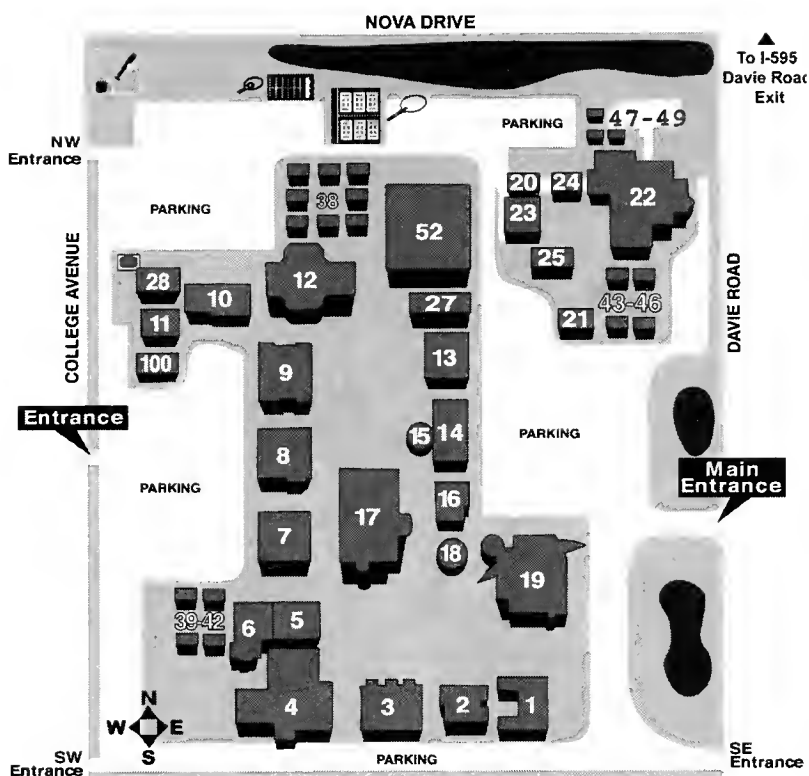 NOVA DRIVE
To I-595
Davie Road
Exit
NW
Entrance
PARKING
47-49
20 24 22
23
38
PARKING
52
25
12
28
10
27
43-46
21
11
13
100
9
COLLEGE AVENUE
DAVIE ROAD
Entrance
15 14
PARKING
8
Main
Entrance
PARKING
16
17
7
18
19
39-42
6 5
4 3 2 1
N
W E
S
SW
Entrance
PARKING
SE
Entrance